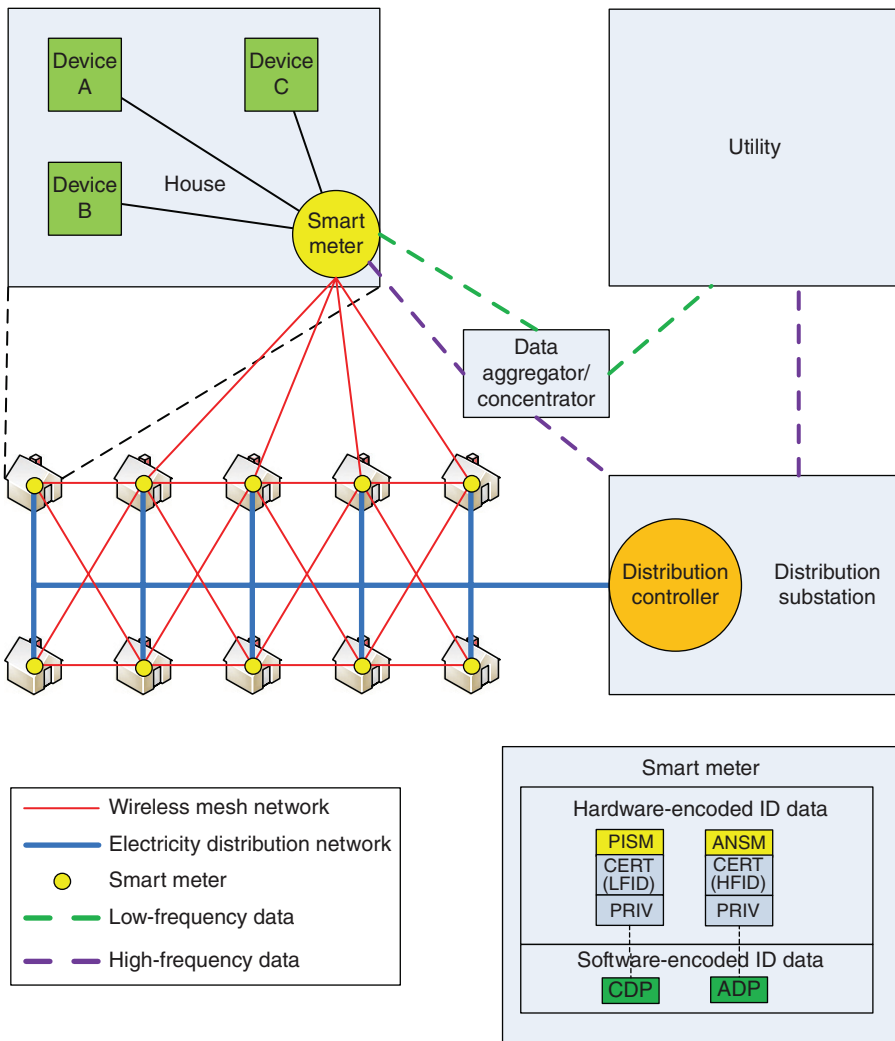 Device
A
Device
C
Device
B
House
Smart
meter
Utility
Data
aggregator/
concentrator
Distribution
controller
Distribution
substation
Wireless mesh network
Electricity distribution network
Smart meter
Low-frequency data
High-frequency data
Smart meter
Hardware-encoded ID data
PISM
CERT
(LFID)
PRIV
ANSM
CERT
(HFID)
PRIV
Software-encoded ID data
CDP
ADP